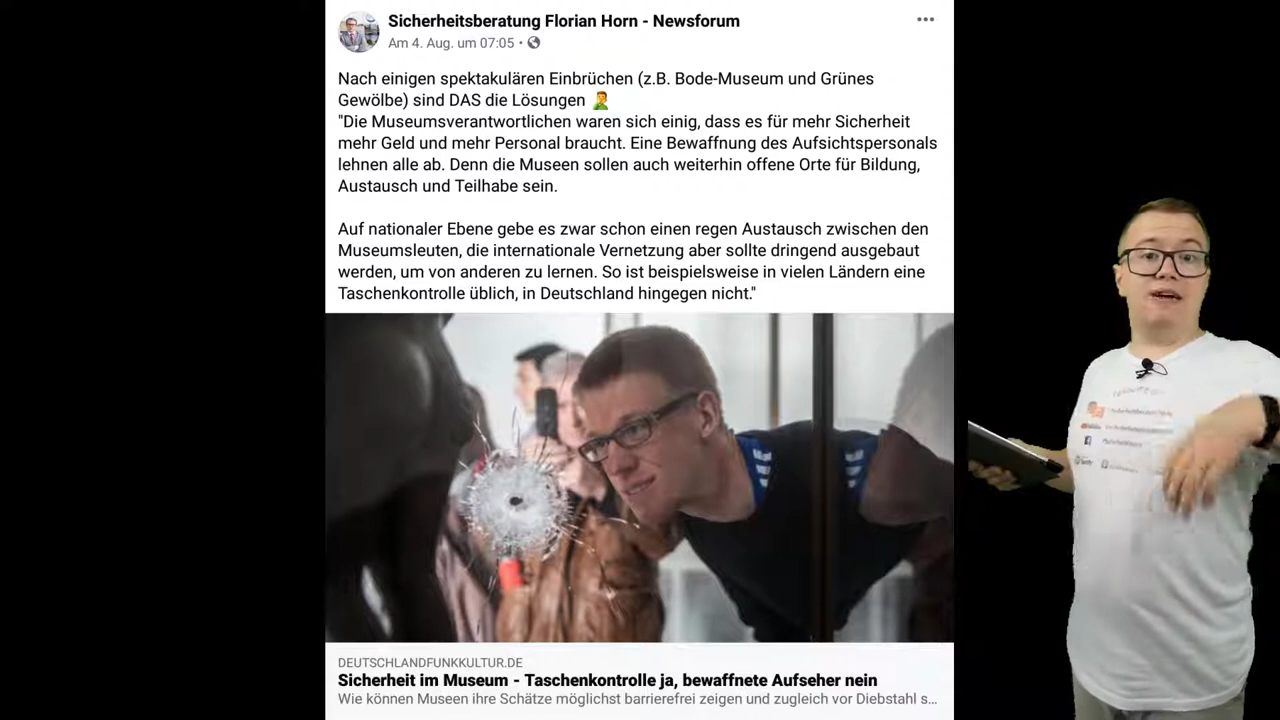 Sicherheitsberatung Florian Horn - Newsforum
Am 4. Aug. um 07:05 •
Nach einigen spektakulären Einbrüchen (z.B. Bode-Museum und Grünes
Gewölbe) sind DAS die Lösungen 🤦‍♂️
"Die Museumsverantwortlichen waren sich einig, dass es für mehr Sicherheit
mehr Geld und mehr Personal braucht. Eine Bewaffnung des Aufsichtspersonals
lehnen alle ab. Denn die Museen sollen auch weiterhin offene Orte für Bildung,
Austausch und Teilhabe sein.
Auf nationaler Ebene gebe es zwar schon einen regen Austausch zwischen den
Museumsleuten, die internationale Vernetzung aber sollte dringend ausgebaut
werden, um von anderen zu lernen. So ist beispielsweise in vielen Ländern eine
Taschenkontrolle üblich, in Deutschland hingegen nicht."
DEUTSCHLANDFUNKKULTUR.DE
Sicherheit im Museum - Taschenkontrolle ja, bewaffnete Aufseher nein
Wie können Museen ihre Schätze möglichst barrierefrei zeigen und zugleich vor Diebstahl s...